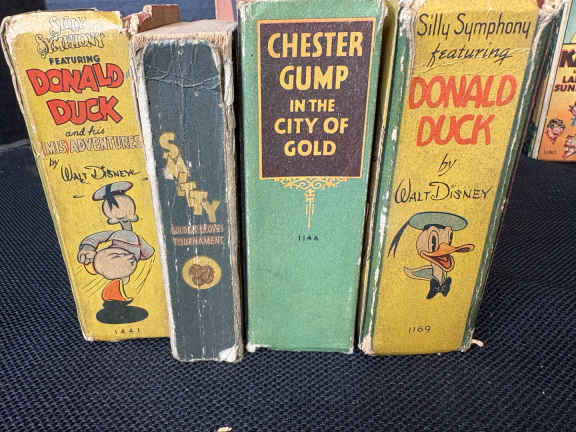 SILLY
SYMPHONY
FEATURING
DONALD
DUCK
and his
MISADVENTURES
by
WALT DISNEY
1441
SMITTY
GOLDEN GLOVES
TOURNAMENT
CHESTER
GUMP
IN THE
CITY OF
GOLD
1146
Silly Symphony
featuring
DONALD
DUCK
by
WALT DISNEY
1169